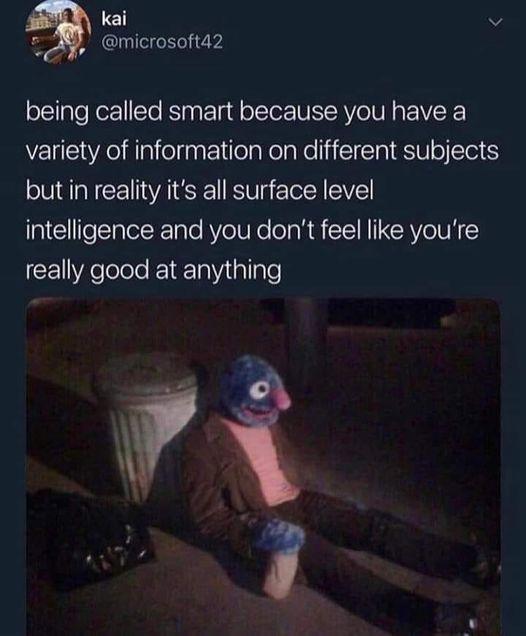 kai
@microsoft42
being called smart because you have a
variety of information on different subjects
but in reality it's all surface level
intelligence and you don't feel like you're
really good at anything